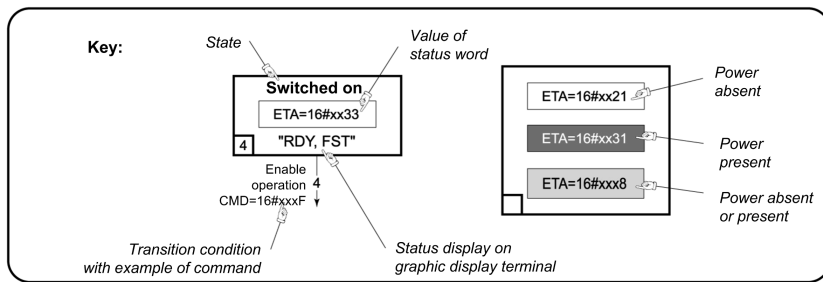 Key:
State
Value of
status word
Switched on
ETA=16#xx33
"RDY, FST"
4
Enable
operation
4
CMD=16#xxxF
Transition condition
with example of command
Status display on
graphic display terminal
ETA=16#xx21
ETA=16#xx31
ETA=16#xxx8
Power
absent
Power
present
Power absent
or present